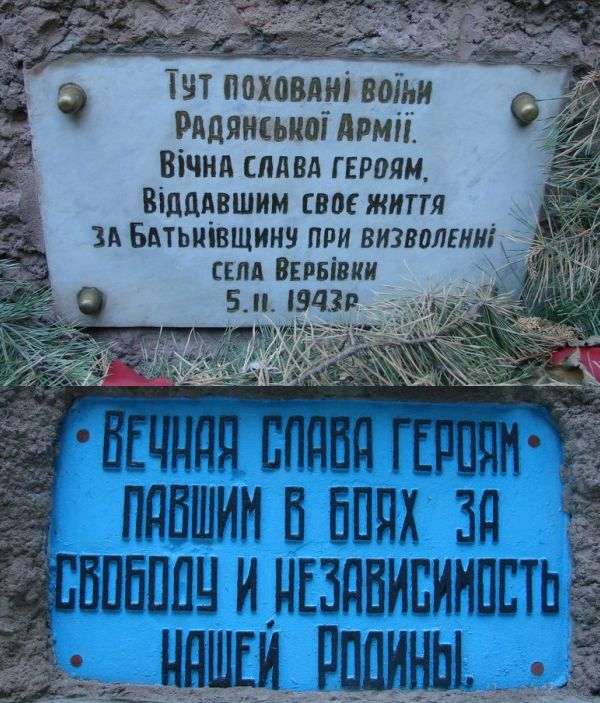 Тут поховані воїни
Радянської Армії.
Вічна слава героям,
Віддавшим своє життя
за Батьківщину при визволенні
села Вербівки
5.11. 1943р.
Вечная слава героям
павшим в боях за
свободу и независимость
нашей Родины.